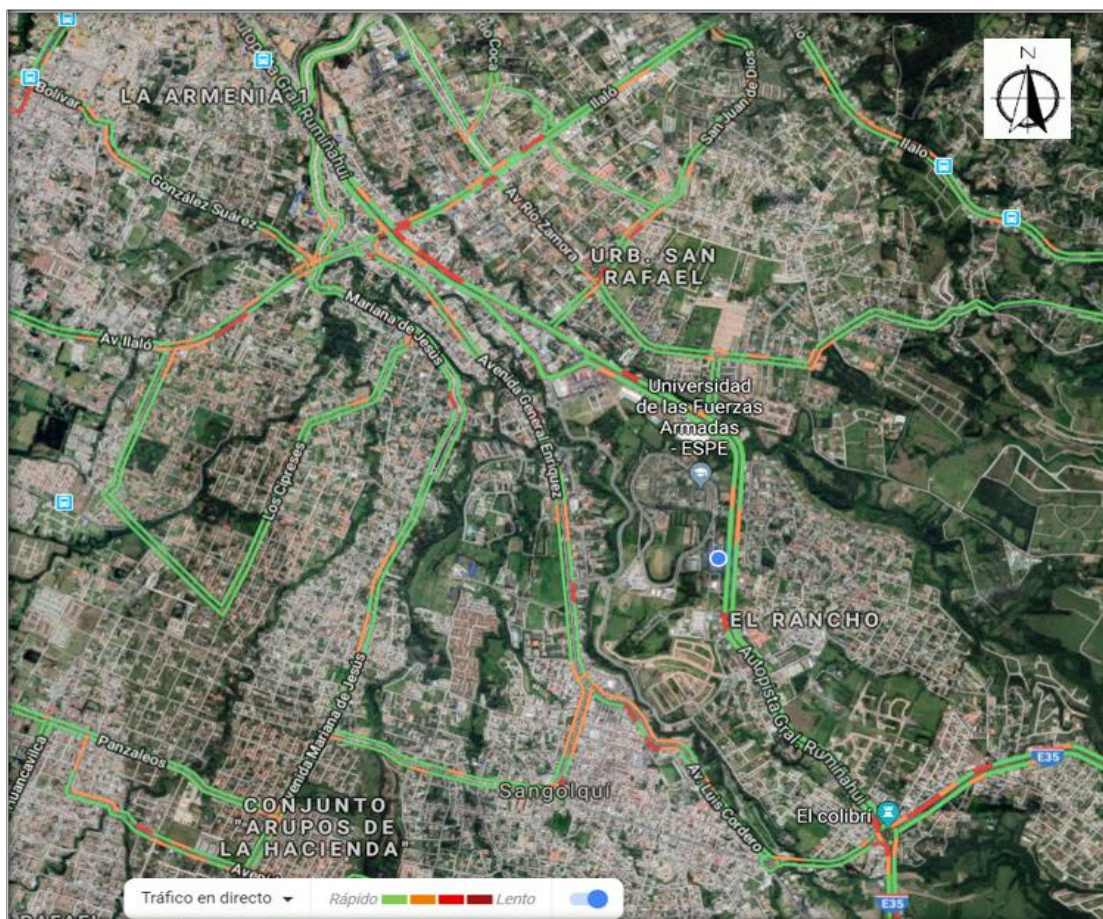 Bolívar
LA ARMENIA 1
Gral. Rumiñahui
Ilaló
San Juan de Dios
Ilaló
N
González Suárez
Av Río Zamora
URB. SAN
RAFAEL
Av Ilaló
Mariana de Jesús
Avenida General Enríquez
Universidad
de las Fuerzas
Armadas
- ESPE
Los Cipreses
EL RANCHO
Autopista Gral. Rumiñahui
Avenida Mariana de Jesús
Panzaleos
Huancavilca
Sangolquí
Av. Luis Cordero
El colibrí
E35
CONJUNTO
"ARUPOS DE
LA HACIENDA"
E35
Tráfico en directo
Rápido
Lento